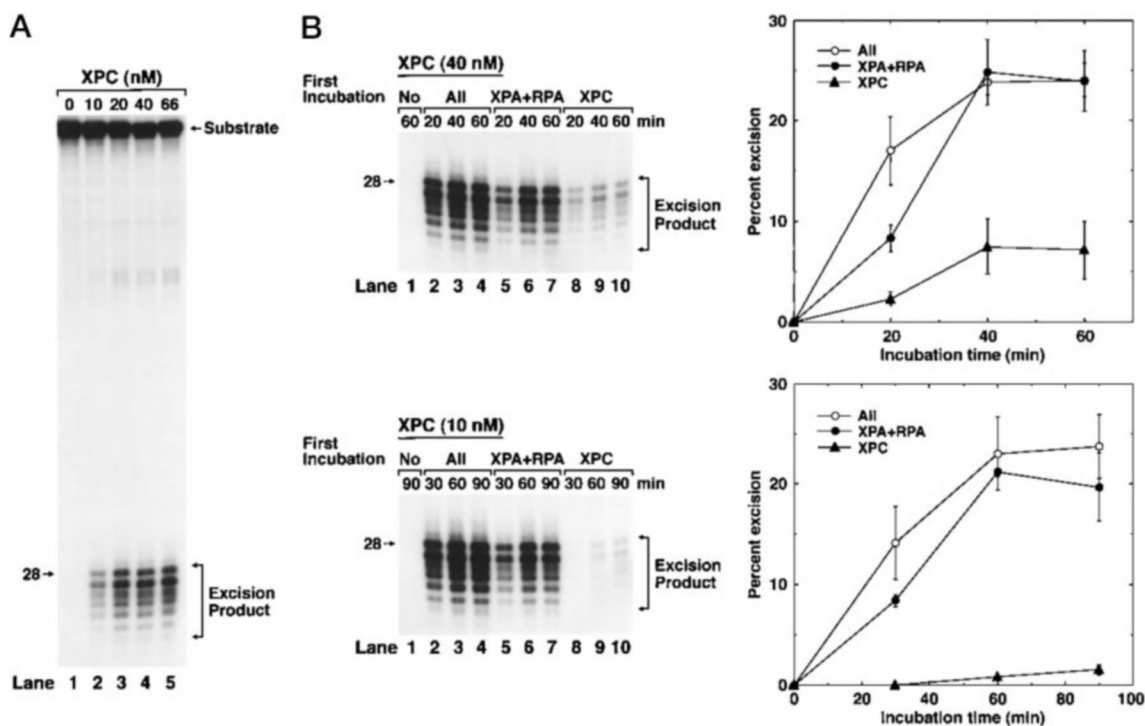 A
XPC (nM)
0 10 20 40 66
←Substrate
28→
Excision
Product
Lane 1 2 3 4 5
B
XPC (40 nM)
First
Incubation
No All XPA+RPA XPC
60 20 40 60 20 40 60 20 40 60 min
28→
Excision
Product
Lane 1 2 3 4 5 6 7 8 9 10
XPC (10 nM)
First
Incubation
No All XPA+RPA XPC
90 30 60 90 30 60 90 30 60 90 min
28→
Excision
Product
Lane 1 2 3 4 5 6 7 8 9 10
All
XPA+RPA
XPC
Percent excision
30
20
10
0
0 20 40 60
Incubation time (min)
All
XPA+RPA
XPC
Percent excision
30
20
10
0
0 20 40 60 80 100
Incubation time (min)